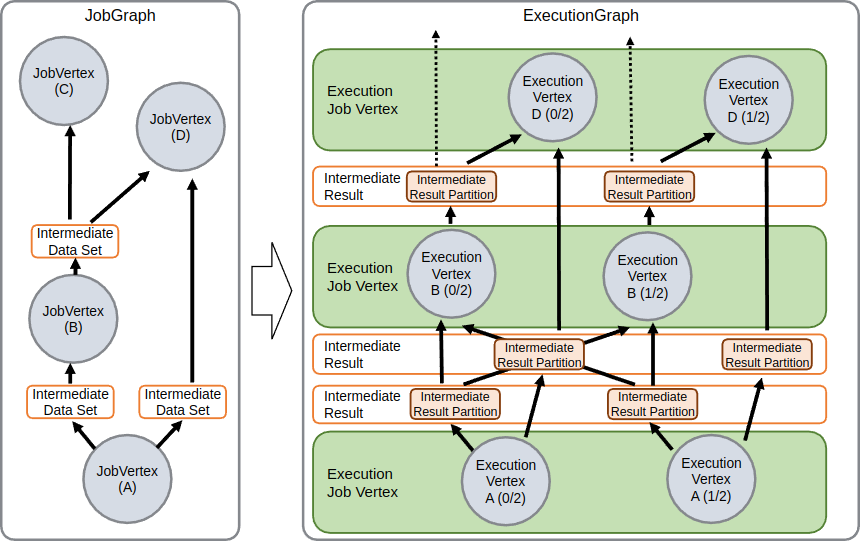 JobGraph
JobVertex
(C)
JobVertex
(D)
Intermediate
Data Set
JobVertex
(B)
Intermediate
Data Set
Intermediate
Data Set
JobVertex
(A)
ExecutionGraph
Execution
Job Vertex
Execution
Vertex
D (0/2)
Execution
Vertex
D (1/2)
Intermediate
Result
Intermediate
Result Partition
Intermediate
Result Partition
Execution
Job Vertex
Execution
Vertex
B (0/2)
Execution
Vertex
B (1/2)
Intermediate
Result
Intermediate
Result Partition
Intermediate
Result Partition
Intermediate
Result
Intermediate
Result Partition
Intermediate
Result Partition
Execution
Job Vertex
Execution
Vertex
A (0/2)
Execution
Vertex
A (1/2)